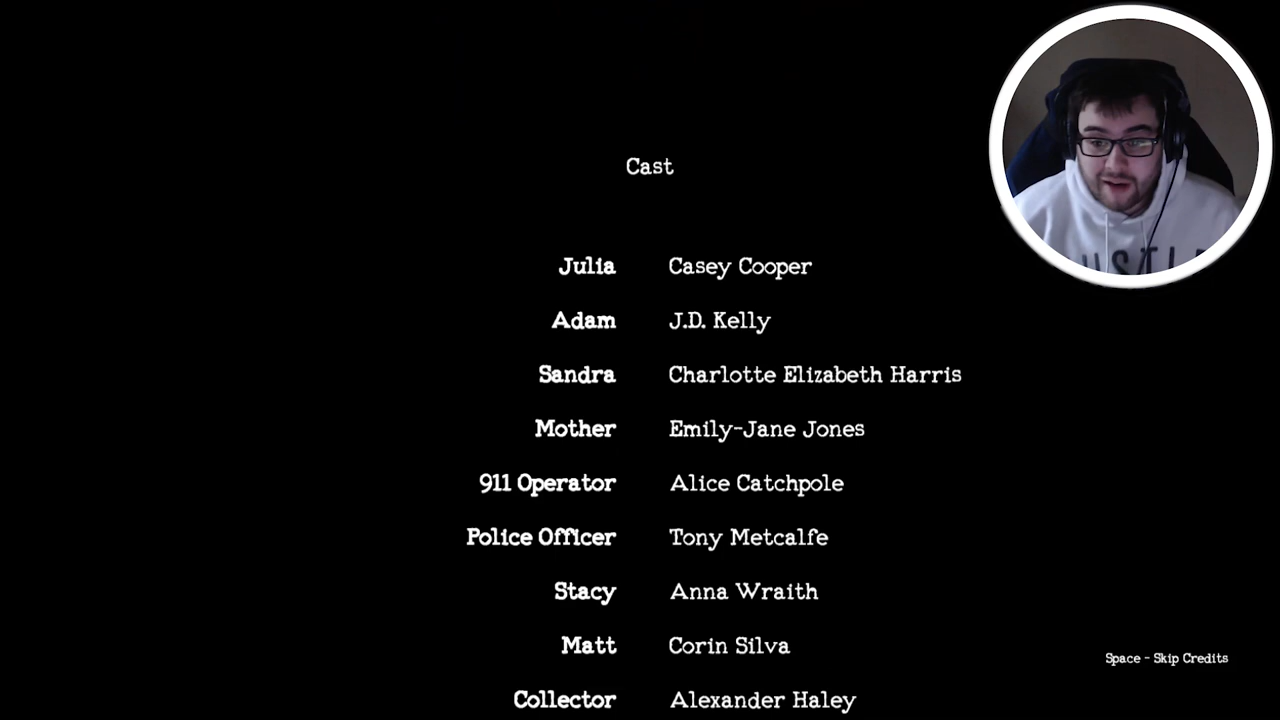 Cast
Julia Casey Cooper
Adam J.D. Kelly
Sandra Charlotte Elizabeth Harris
Mother Emily-Jane Jones
911 Operator Alice Catchpole
Police Officer Tony Metcalfe
Stacy Anna Wraith
Matt Corin Silva
Space - Skip Credits
Collector Alexander Haley